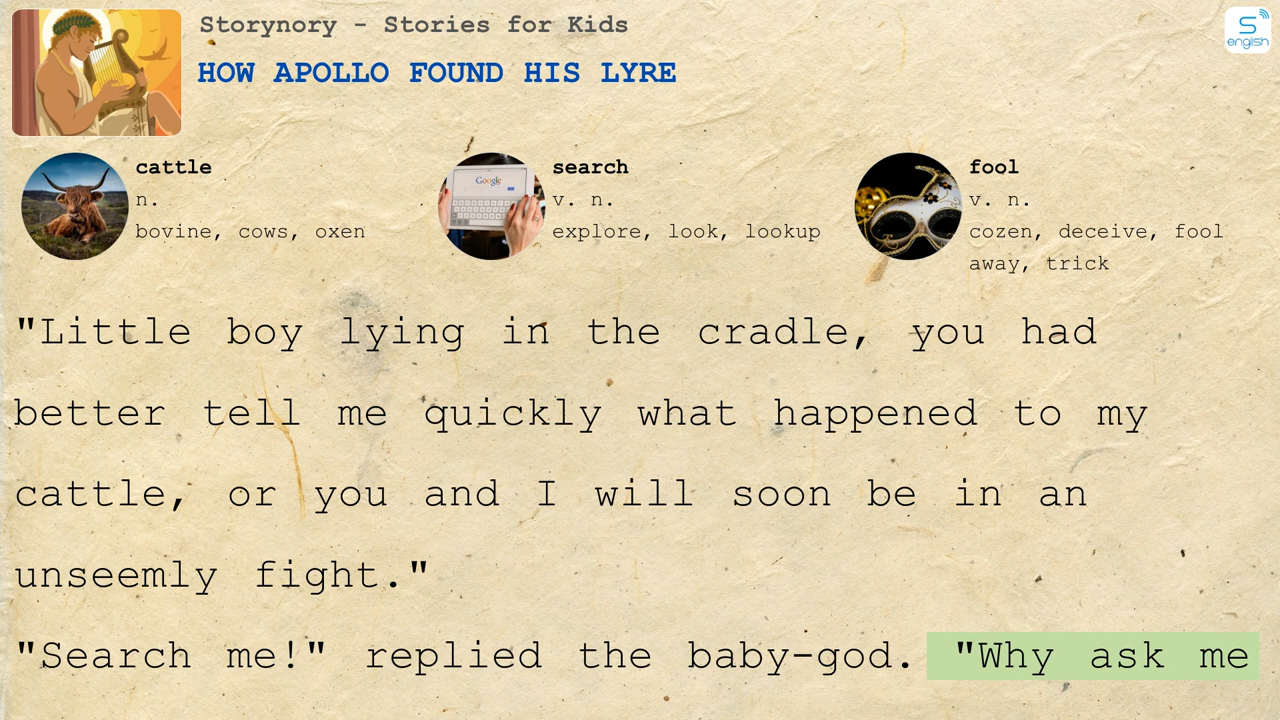 Storynory - Stories for Kids
HOW APOLLO FOUND HIS LYRE
S
english
cattle
n.
bovine, cows, oxen
Google
search
v. n.
explore, look, lookup
fool
v. n.
cozen, deceive, fool
away, trick
"Little boy lying in the cradle, you had
better tell me quickly what happened to my
cattle, or you and I will soon be in an
unseemly fight."
"Search me!" replied the baby-god. "Why ask me